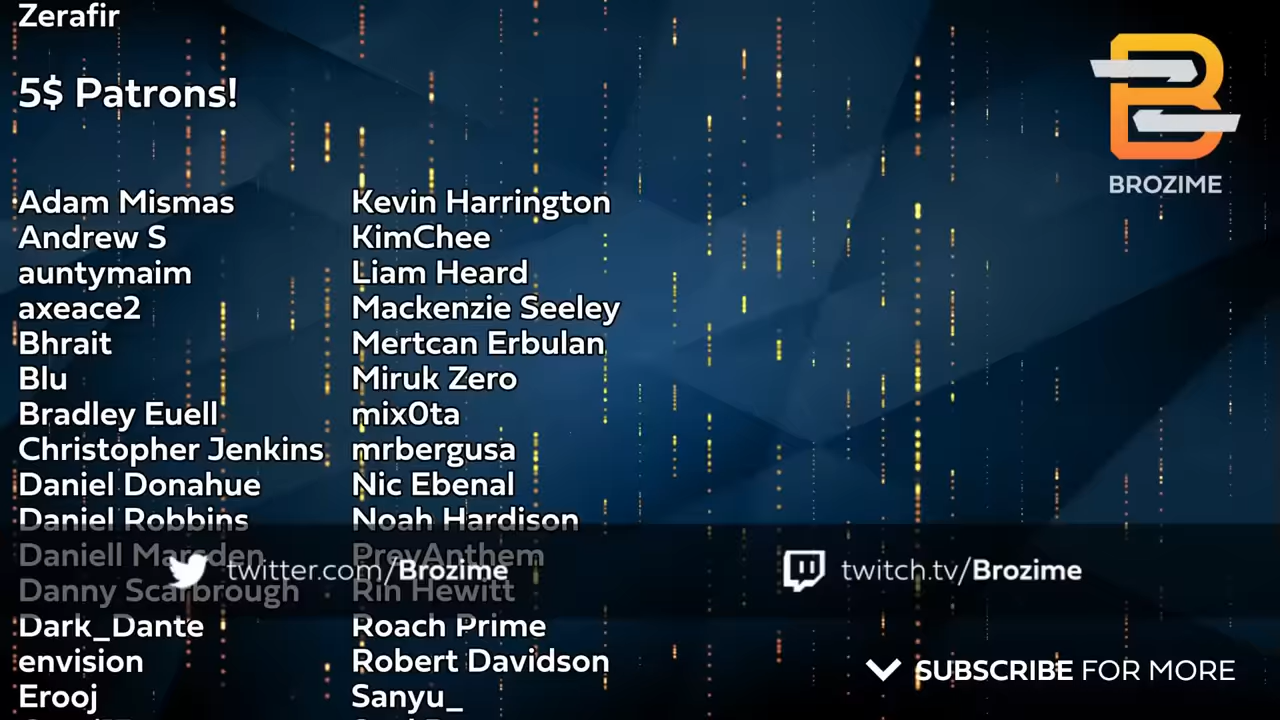 Zerafir
5$ Patrons!
Adam Mismas
Andrew S
auntymaim
axeace2
Bhrait
Blu
Bradley Euell
Christopher Jenkins
Daniel Donahue
Daniel Robbins
Daniell Marsden
Danny Scarbrough
Dark_Dante
envision
Erooj
Kevin Harrington
KimChee
Liam Heard
Mackenzie Seeley
Mertcan Erbulan
Miruk Zero
mix0ta
mrbergusa
Nic Ebenal
Noah Hardison
PreyAnthem
Rin Hewitt
Roach Prime
Robert Davidson
Sanyu_
BROZIME
twitter.com/Brozime
twitch.tv/Brozime
SUBSCRIBE FOR MORE